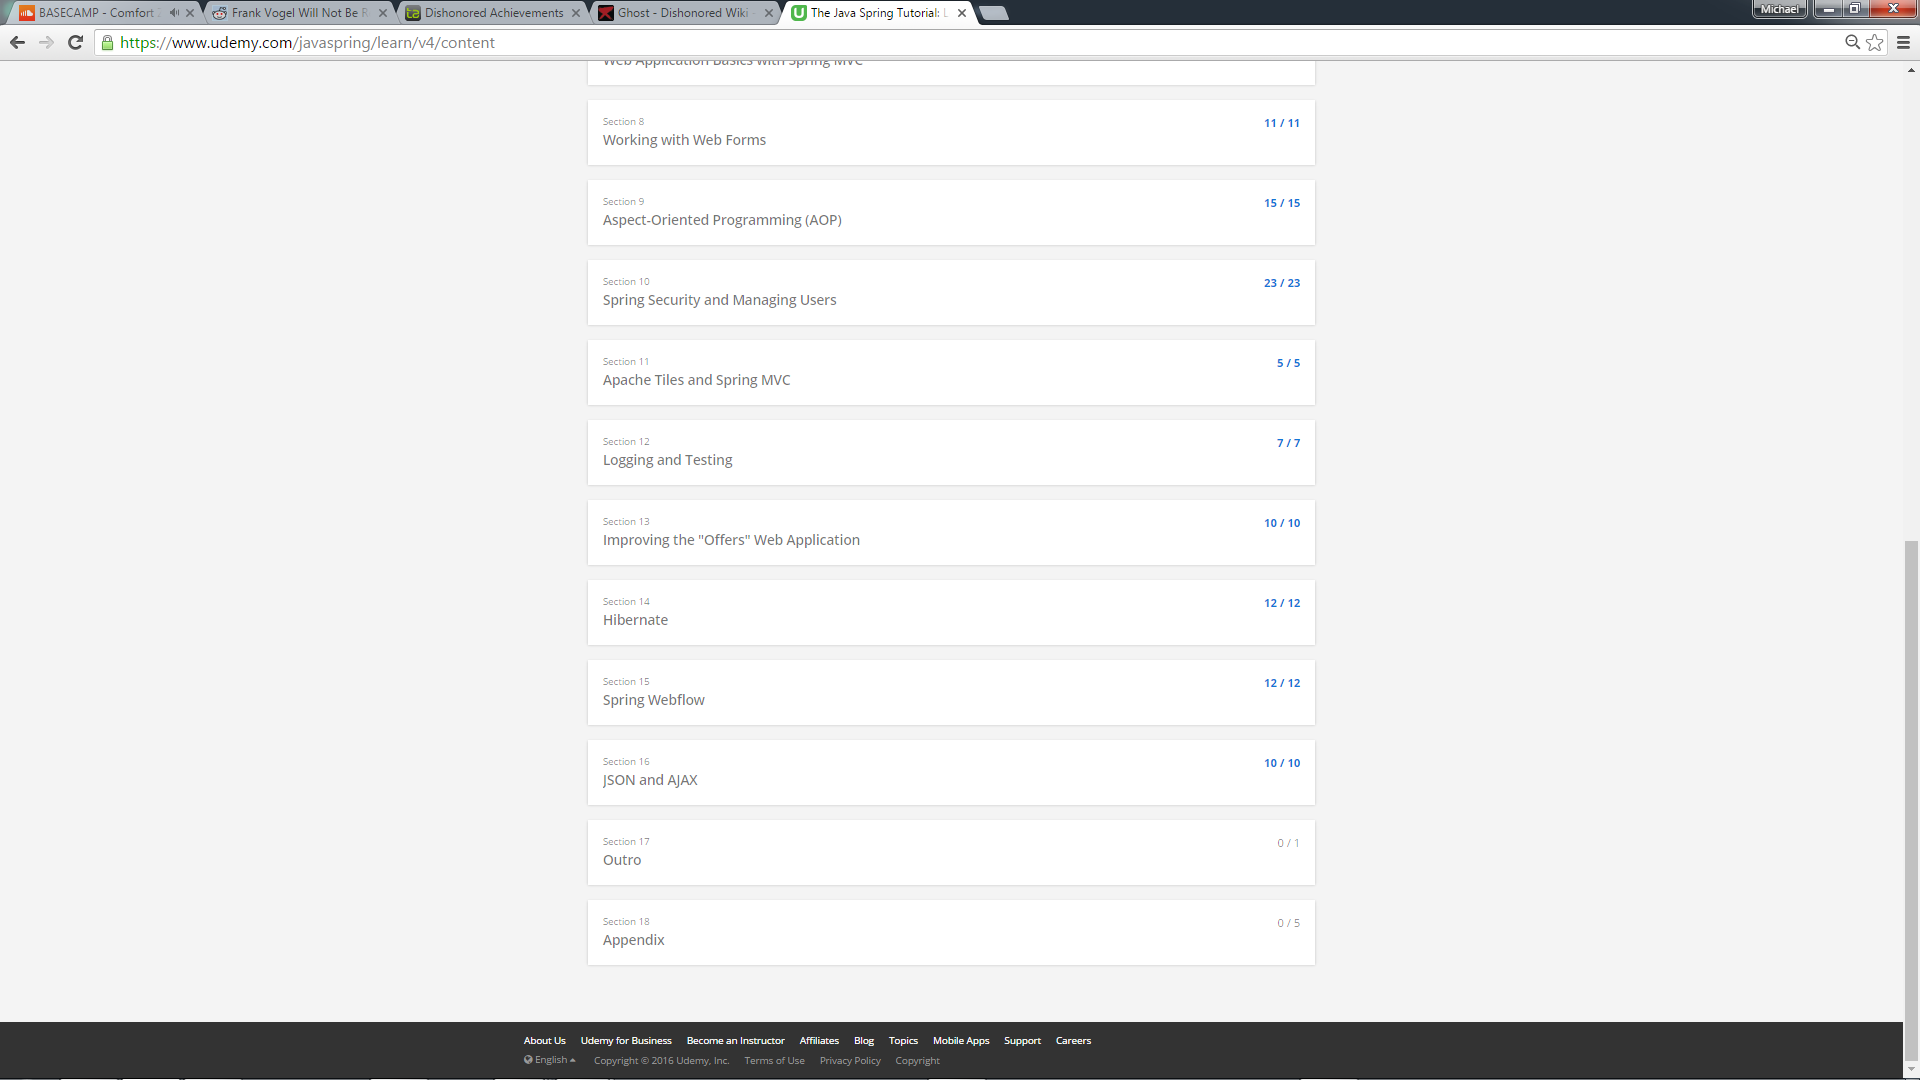 BASECAMP - Comfort
Frank Vogel Will Not Be R
Dishonored Achievements
Ghost - Dishonored Wiki -
The Java Spring Tutorial: L
Michael
https://www.udemy.com/javaspring/learn/v4/content
Web Application Basics with Spring MVC
Section 8
11 / 11
Working with Web Forms
Section 9
15 / 15
Aspect-Oriented Programming (AOP)
Section 10
23 / 23
Spring Security and Managing Users
Section 11
5 / 5
Apache Tiles and Spring MVC
Section 12
7 / 7
Logging and Testing
Section 13
10 / 10
Improving the "Offers" Web Application
Section 14
12 / 12
Hibernate
Section 15
12 / 12
Spring Webflow
Section 16
10 / 10
JSON and AJAX
Section 17
0 / 1
Outro
Section 18
0 / 5
Appendix
About Us Udemy for Business Become an Instructor Affiliates Blog Topics Mobile Apps Support Careers
English Copyright © 2016 Udemy, Inc. Terms of Use Privacy Policy Copyright